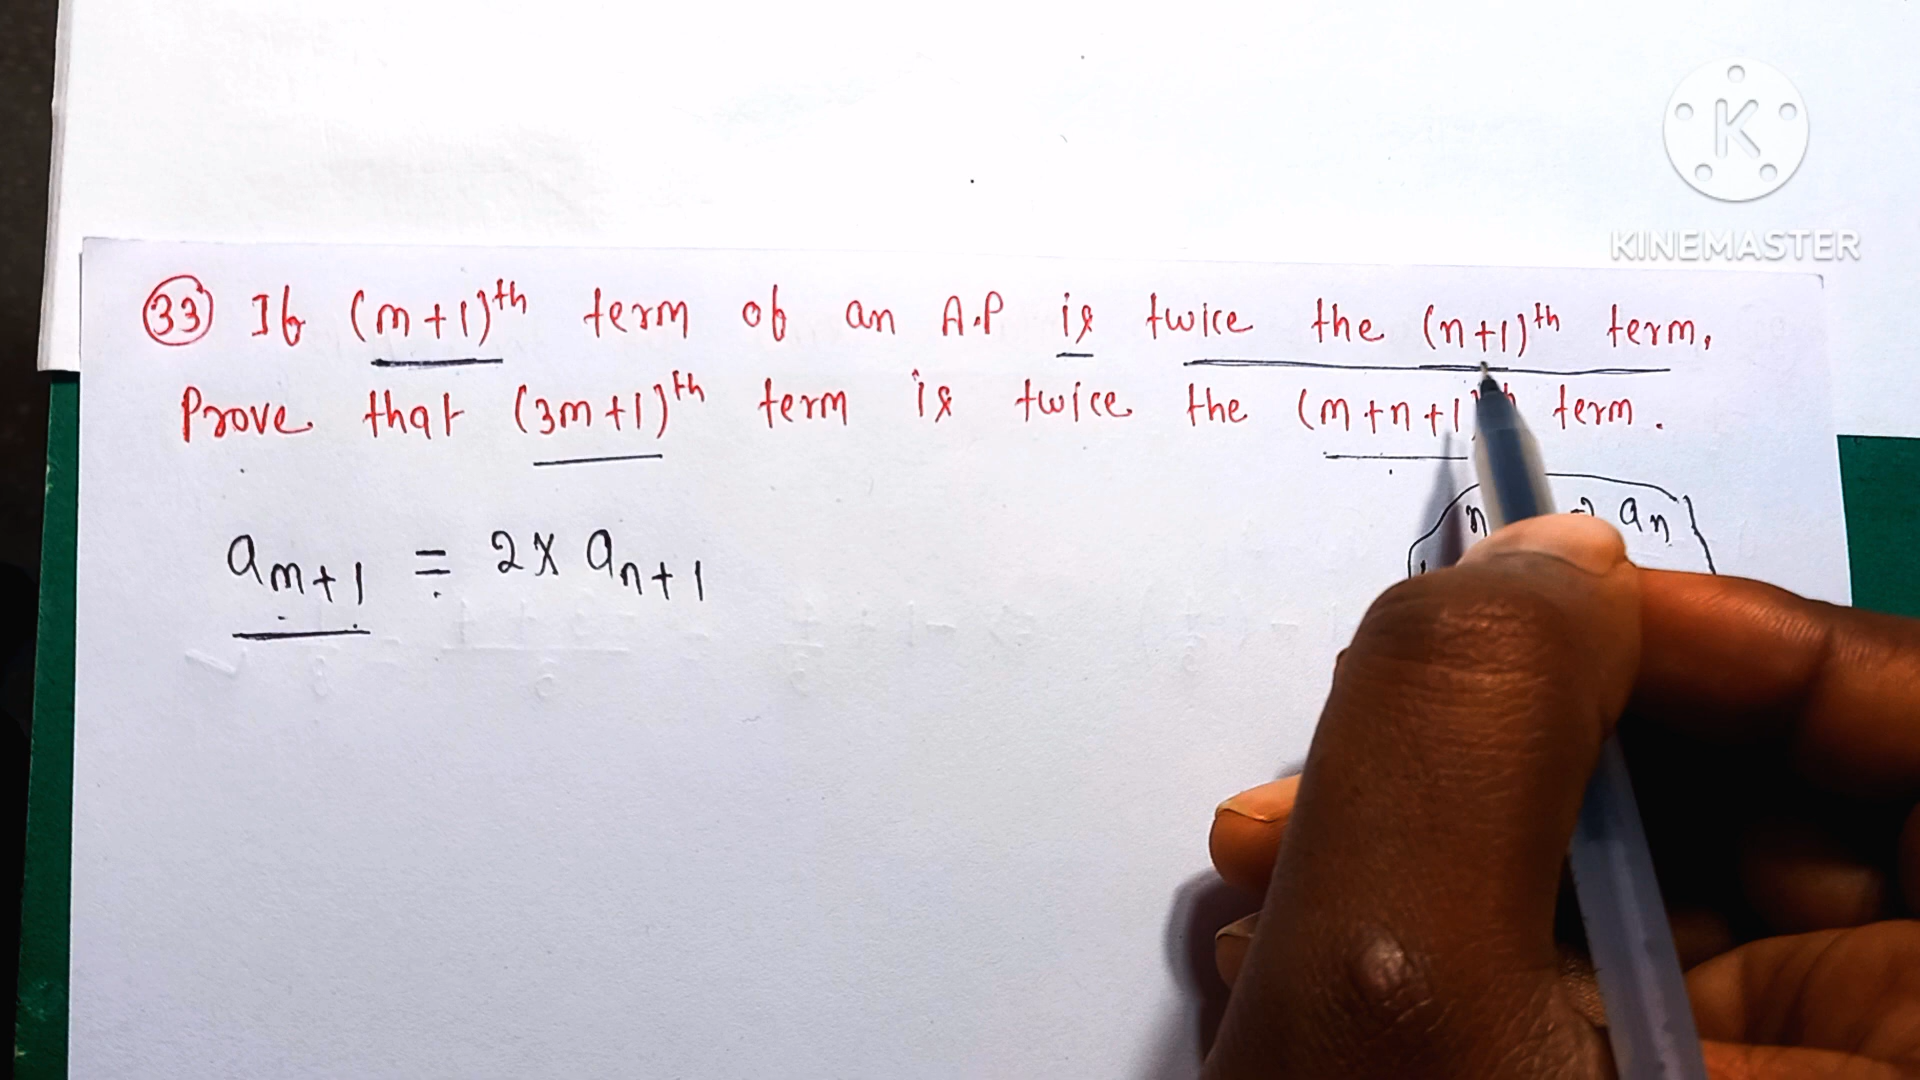 K
KINEMASTER
33 If (m+1)th term of an A.P is twice the (n+1)th term,
Prove that (3m+1)th term is twice the (m+n+1) term.
n an
am+1 = 2 x an+1